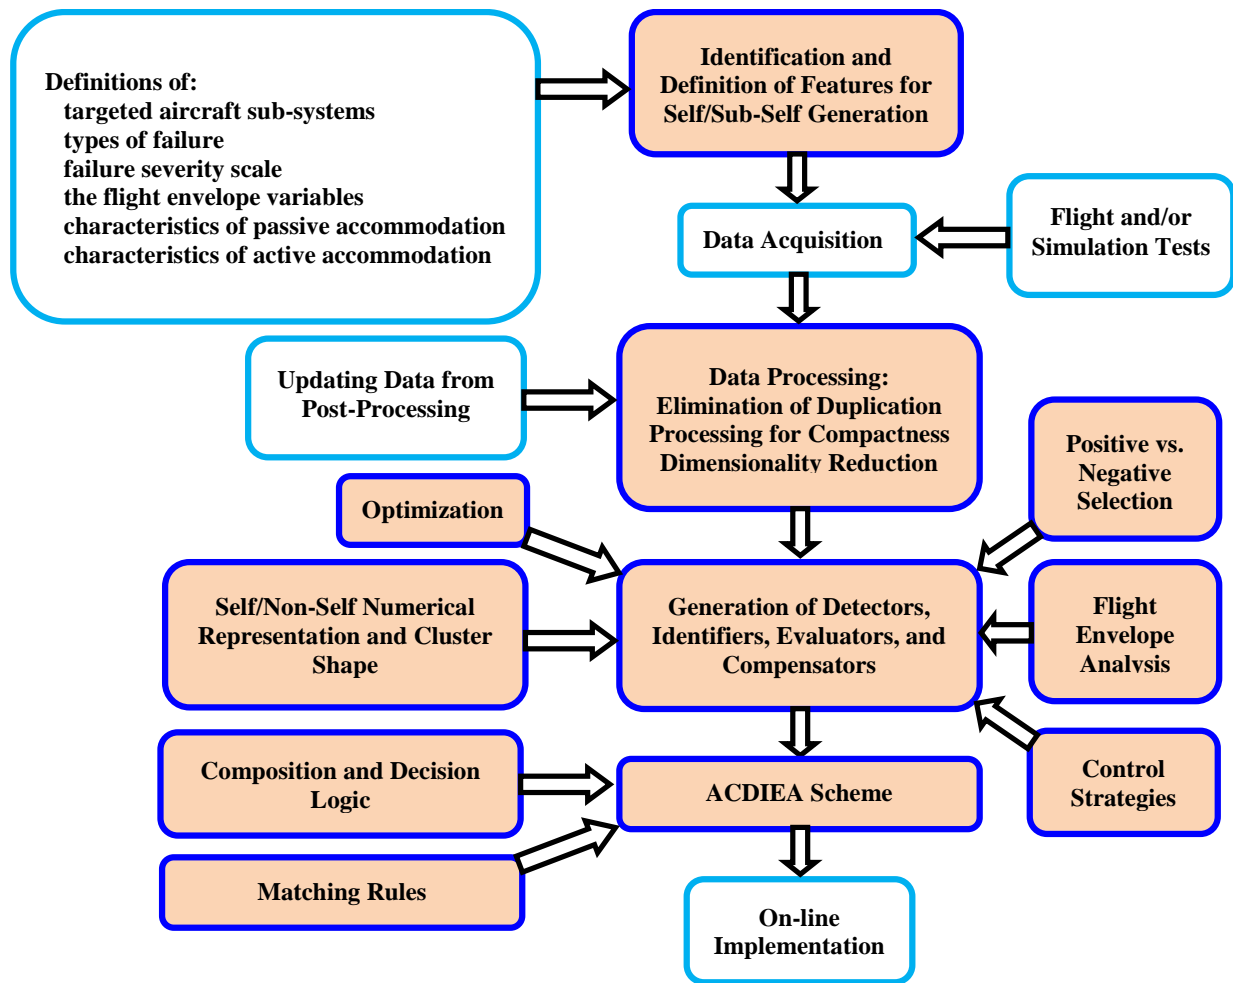 Definitions of:
targeted aircraft sub-systems
types of failure
failure severity scale
the flight envelope variables
characteristics of passive accommodation
characteristics of active accommodation
Identification and
Definition of Features for
Self/Sub-Self Generation
Data Acquisition
Flight and/or
Simulation Tests
Updating Data from
Post-Processing
Data Processing:
Elimination of Duplication
Processing for Compactness
Dimensionality Reduction
Positive vs.
Negative
Selection
Optimization
Self/Non-Self Numerical
Representation and Cluster
Shape
Generation of Detectors,
Identifiers, Evaluators, and
Compensators
Flight
Envelope
Analysis
Composition and Decision
Logic
ACDIEA Scheme
Control
Strategies
Matching Rules
On-line
Implementation